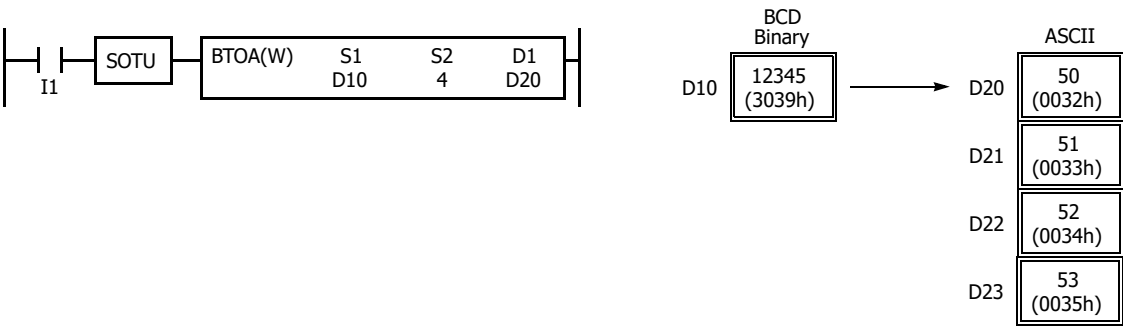 I1
SOTU
BTOA(W) S1 S2 D1
D10 4 D20
BCD
Binary
D10
12345
(3039h)
ASCII
D20
50
(0032h)
D21
51
(0033h)
D22
52
(0034h)
D23
53
(0035h)